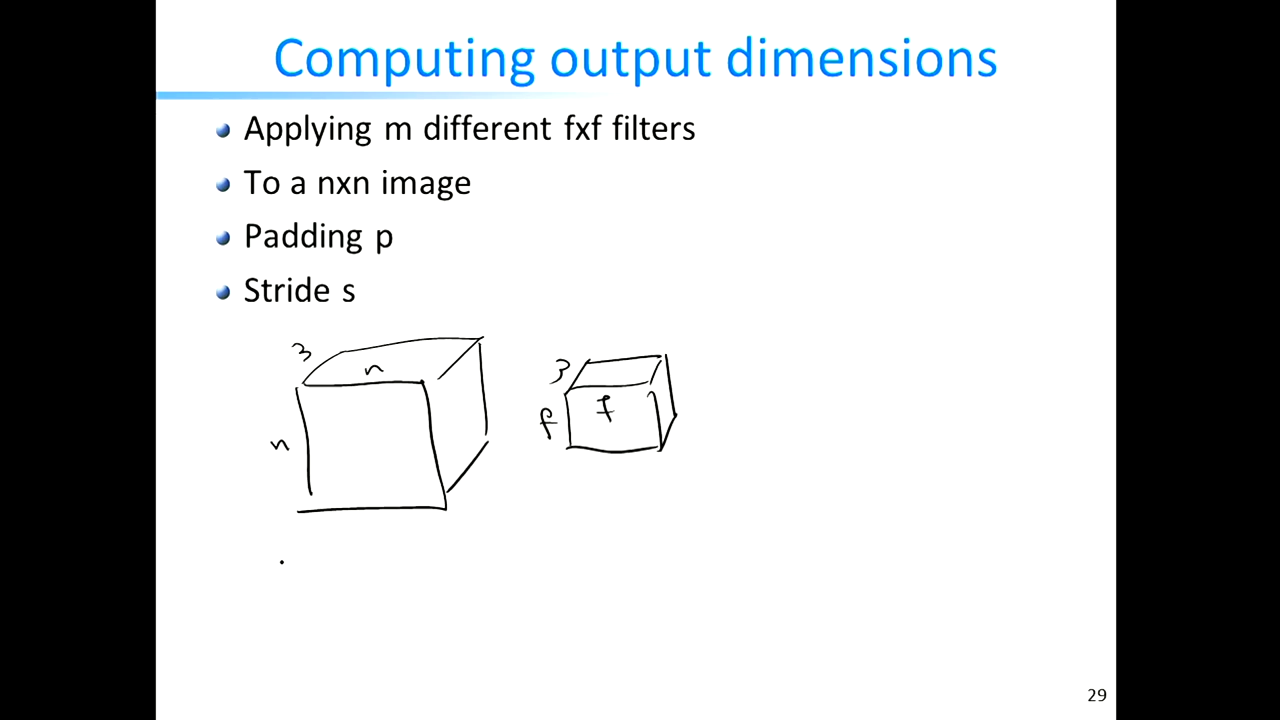 Computing output dimensions
Applying m different fxf filters
To a nxn image
Padding p
Stride s
3
n
n
3
f
f
29